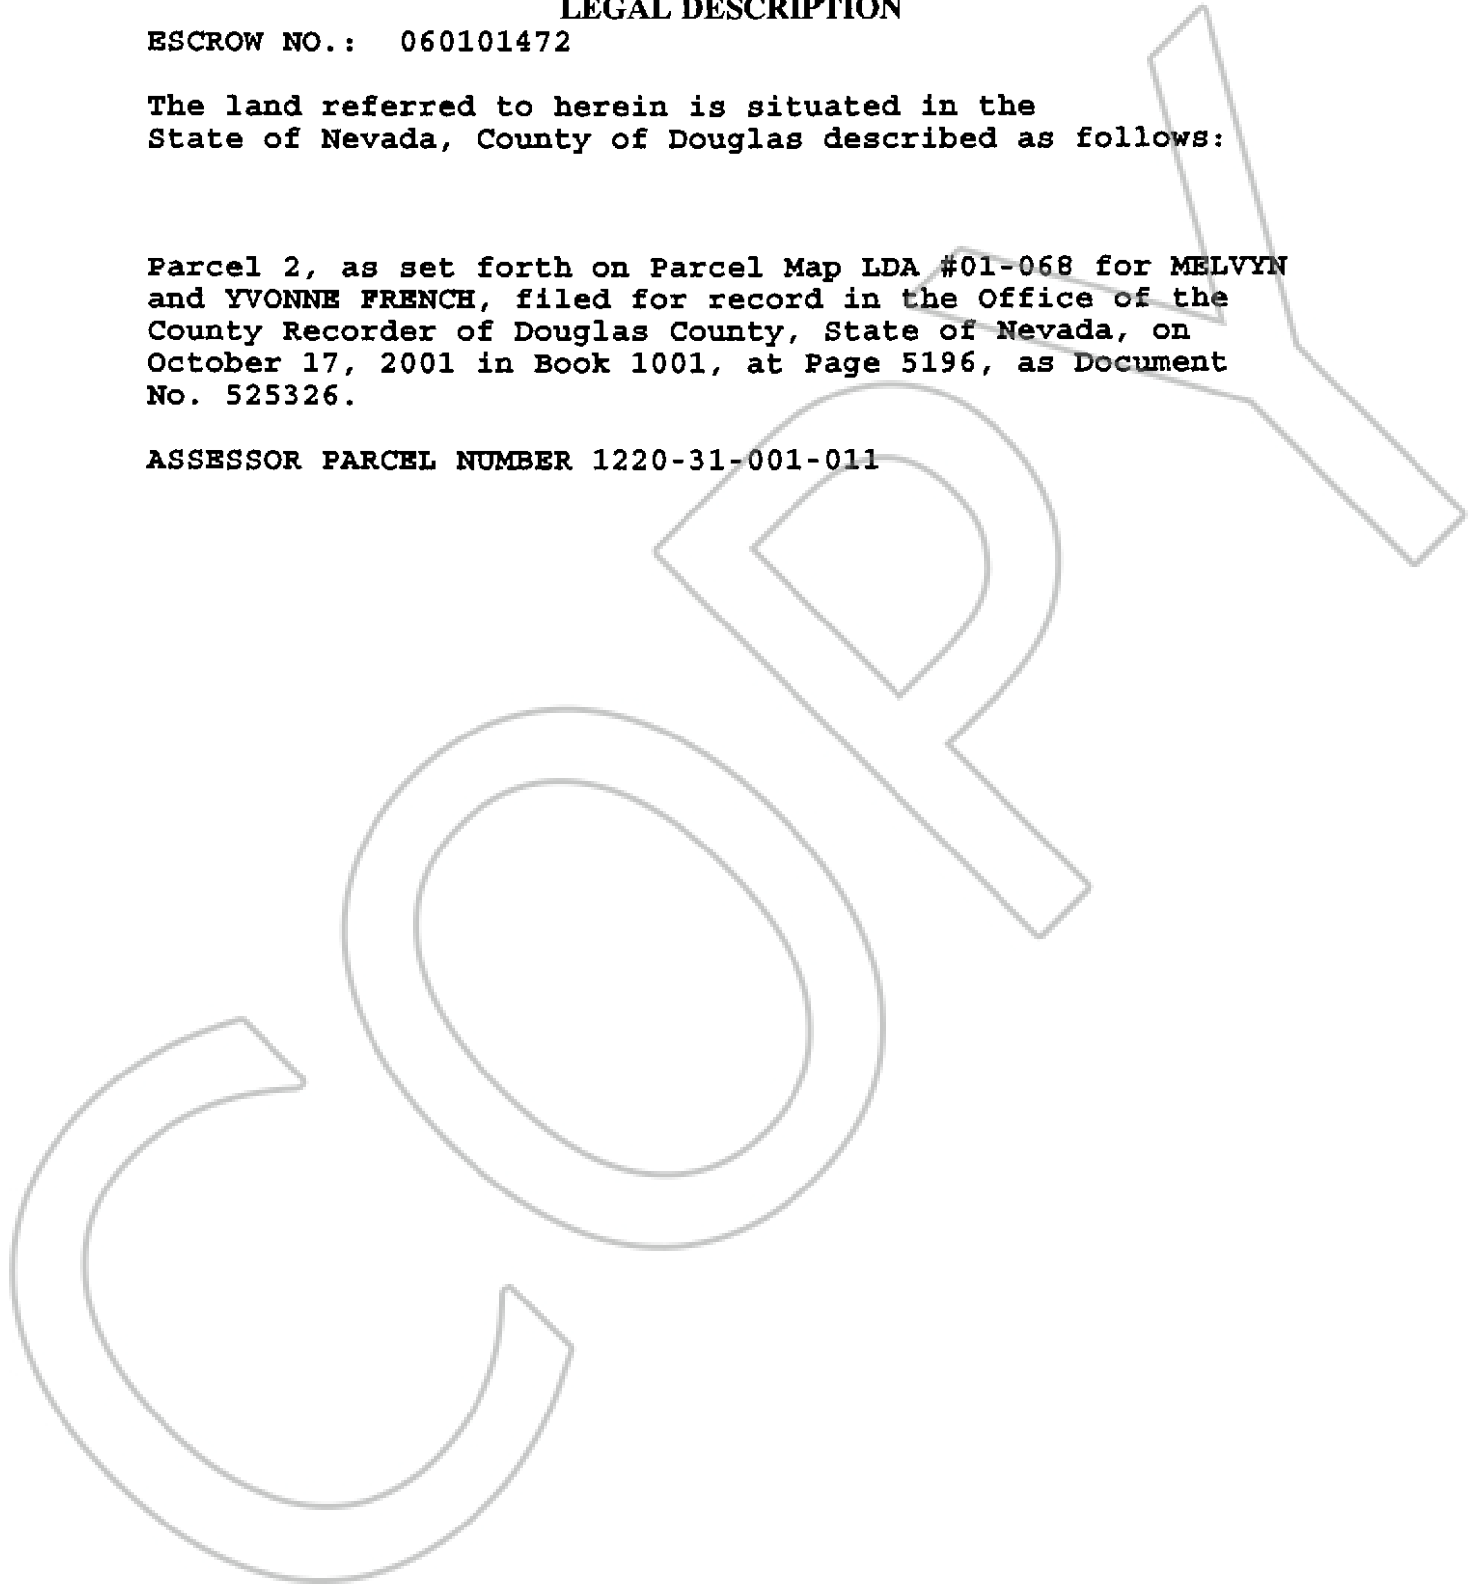 LEGAL DESCRIPTION
ESCROW NO.: 060101472
The land referred to herein is situated in the
State of Nevada, County of Douglas described as follows:
Parcel 2, as set forth on Parcel Map LDA #01-068 for MELVYN
and YVONNE FRENCH, filed for record in the Office of the
County Recorder of Douglas County, State of Nevada, on
October 17, 2001 in Book 1001, at Page 5196, as Document
No. 525326.
ASSESSOR PARCEL NUMBER 1220-31-001-011
COPY